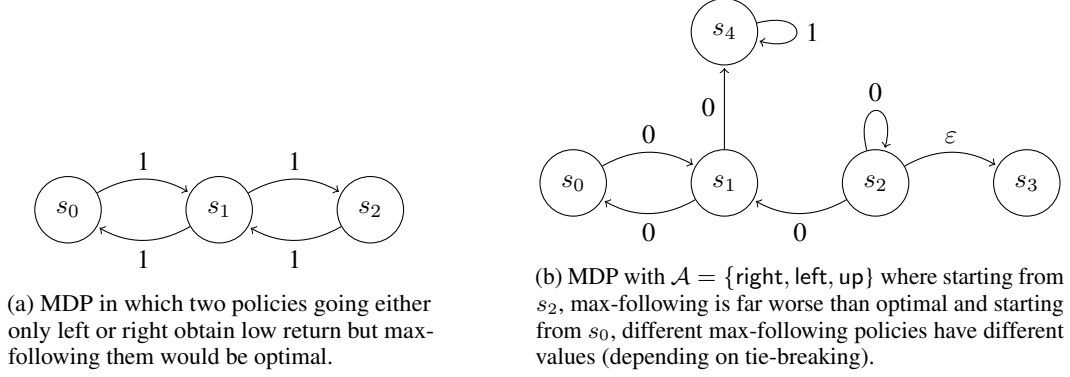 s₀
1
1
s₁
1
1
s₂
(a) MDP in which two policies going either
only left or right obtain low return but max-
following them would be optimal.
s₄
1
0
0
0
ε
s₀
s₁
s₂
s₃
0
0
(b) MDP with 𝒜 = {right, left, up} where starting from
s₂, max-following is far worse than optimal and starting
from s₀, different max-following policies have different
values (depending on tie-breaking).